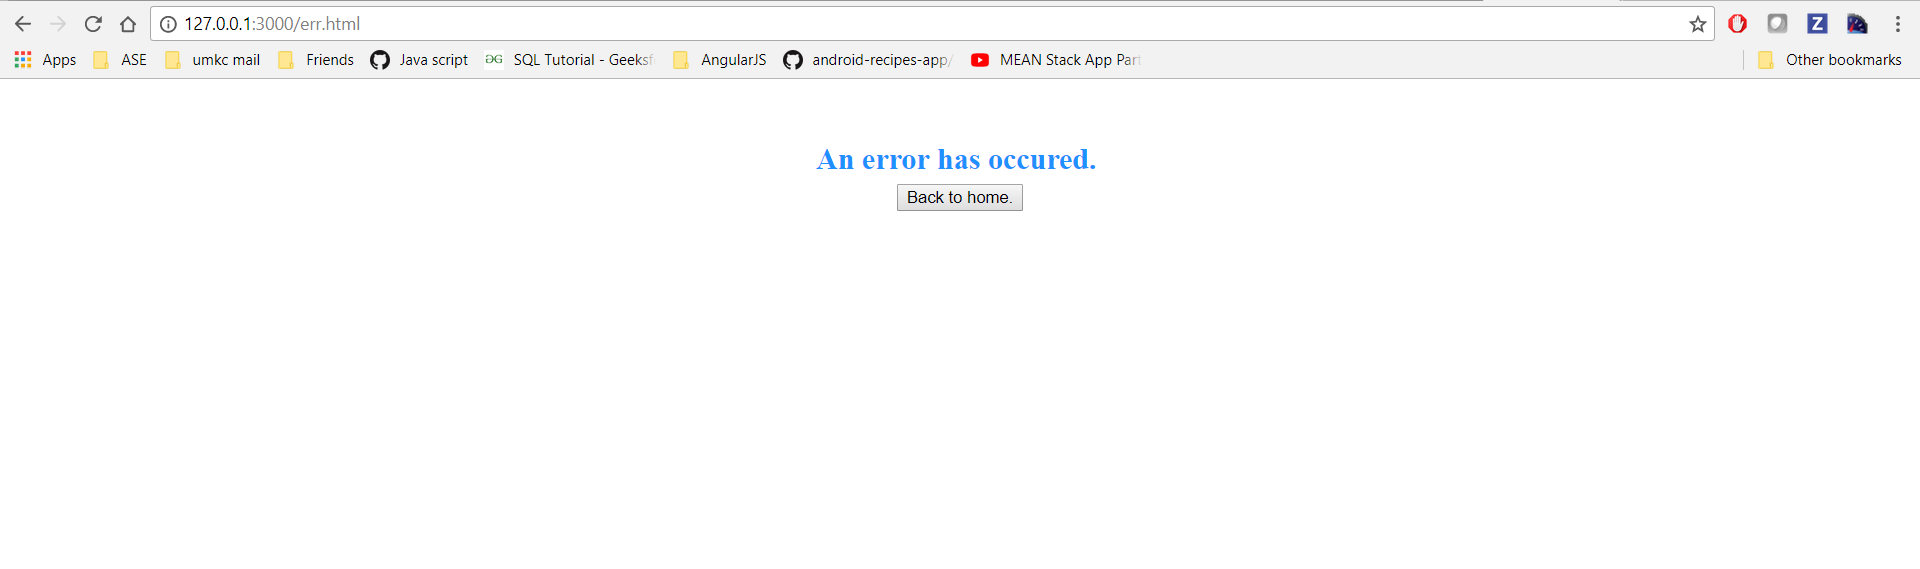 127.0.0.1:3000/err.html
Apps ASE umkc mail Friends Java script SQL Tutorial - Geeksf AngularJS android-recipes-app/ MEAN Stack App Part Other bookmarks
An error has occured.
Back to home.